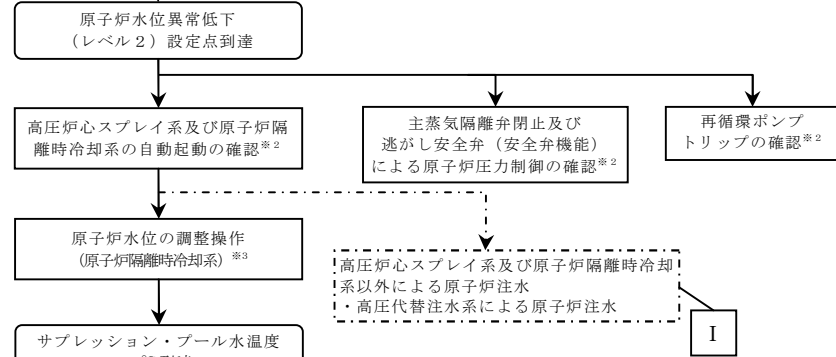 原子炉水位異常低下
(レベル2)設定点到達
高圧炉心スプレイ系及び原子炉隔
離時冷却系の自動起動の確認※2
主蒸気隔離弁閉止及び
逃がし安全弁(安全弁機能)
による原子炉圧力制御の確認※2
再循環ポンプ
トリップの確認※2
原子炉水位の調整操作
(原子炉隔離時冷却系)※3
高圧炉心スプレイ系及び原子炉隔離時冷却
系以外による原子炉注水
・高圧代替注水系による原子炉注水
I
サプレッション・プール水温度